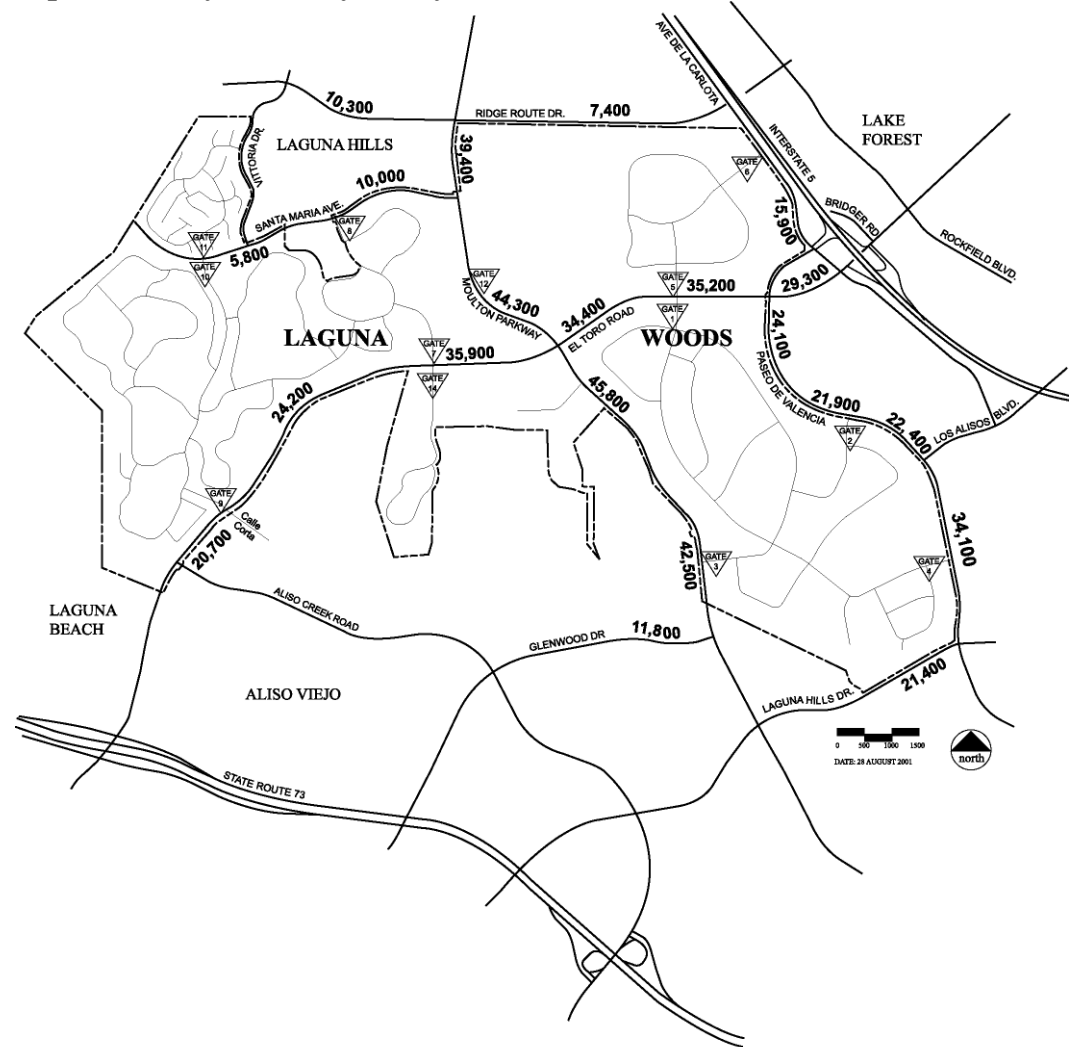 AVE DE LA CARLOTA
10,300
RIDGE ROUTE DR.
7,400
LAKE
FOREST
INTERSTATE 5
VITTORIA DR.
LAGUNA HILLS
39,400
10,000
GATE
6
SANTA MARIA AVE.
GATE
8
15,900
BRIDGER RD
ROCKFIELD BLVD.
GATE
11
5,800
GATE
10
GATE
12
MOULTON PARKWAY
44,300
GATE
5
35,200
29,300
34,400
EL TORO ROAD
GATE
1
LAGUNA
WOODS
24,100
GATE
7
35,900
GATE
14
PASEO DE VALENCIA
24,200
45,800
21,900
22,400
LOS ALISOS BLVD.
GATE
2
GATE
9
Calle
Corta
20,700
34,100
42,500
GATE
3
GATE
4
LAGUNA
BEACH
ALISO CREEK ROAD
GLENWOOD DR
11,800
ALISO VIEJO
LAGUNA HILLS DR.
21,400
0 500 1000 1500
DATE: 28 AUGUST 2001
north
STATE ROUTE 73